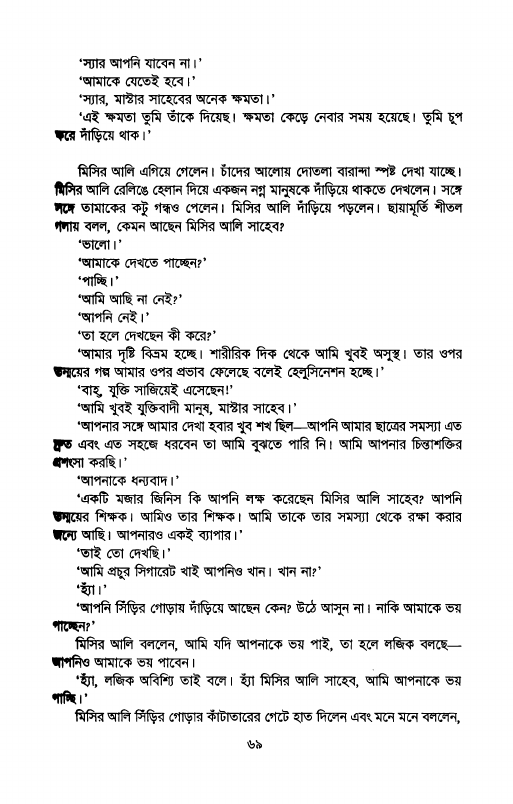 ‘স্যার আপনি যাবেন না।’
‘আমাকে যেতেই হবে।’
‘স্যার, মাস্টার সাহেবের অনেক ক্ষমতা।’
‘এই ক্ষমতা তুমি তাঁকে দিয়েছ। ক্ষমতা কেড়ে নেবার সময় হয়েছে। তুমি চুপ
করে দাঁড়িয়ে থাক।’
মিসির আলি এগিয়ে গেলেন। চাঁদের আলোয় দোতলা বারান্দা স্পষ্ট দেখা যাচ্ছে।
মিসির আলি রেলিঙে হেলান দিয়ে একজন নগ্ন মানুষকে দাঁড়িয়ে থাকতে দেখলেন। সঙ্গে
সঙ্গে তামাকের কটু গন্ধও পেলেন। মিসির আলি দাঁড়িয়ে পড়লেন। ছায়ামূর্তি শীতল
গলায় বলল, কেমন আছেন মিসির আলি সাহেব?
‘ভালো।’
‘আমাকে দেখতে পাচ্ছেন?’
‘পাচ্ছি।’
‘আমি আছি না নেই?’
‘আপনি নেই।’
‘তা হলে দেখছেন কী করে?’
‘আমার দৃষ্টি বিভ্রম হচ্ছে। শারীরিক দিক থেকে আমি খুবই অসুস্থ। তার ওপর
তন্ময়ের গল্প আমার ওপর প্রভাব ফেলেছে বলেই হেলুসিনেশন হচ্ছে।’
‘বাহ্, যুক্তি সাজিয়েই এসেছেন!’
‘আমি খুবই যুক্তিবাদী মানুষ, মাস্টার সাহেব।’
‘আপনার সঙ্গে আমার দেখা হবার খুব শখ ছিল—আপনি আমার ছাত্রের সমস্যা এত
দ্রুত এবং এত সহজে ধরবেন তা আমি বুঝতে পারি নি। আমি আপনার চিন্তাশক্তির
প্রশংসা করছি।’
‘আপনাকে ধন্যবাদ।’
‘একটি মজার জিনিস কি আপনি লক্ষ করেছেন মিসির আলি সাহেব? আপনি
তন্ময়ের শিক্ষক। আমিও তার শিক্ষক। আমি তাকে তার সমস্যা থেকে রক্ষা করার
জন্যে আছি। আপনারও একই ব্যাপার।’
‘তাই তো দেখছি।’
‘আমি প্রচুর সিগারেট খাই আপনিও খান। খান না?’
‘হ্যাঁ।’
‘আপনি সিঁড়ির গোড়ায় দাঁড়িয়ে আছেন কেন? উঠে আসুন না। নাকি আমাকে ভয়
পাচ্ছেন?’
মিসির আলি বললেন, আমি যদি আপনাকে ভয় পাই, তা হলে লজিক বলছে—
আপনিও আমাকে ভয় পাবেন।
‘হ্যাঁ, লজিক অবিশ্যি তাই বলে। হ্যাঁ মিসির আলি সাহেব, আমি আপনাকে ভয়
পাচ্ছি।’
মিসির আলি সিঁড়ির গোড়ার কাঁটাতারের গেটে হাত দিলেন এবং মনে মনে বললেন,
৬৯